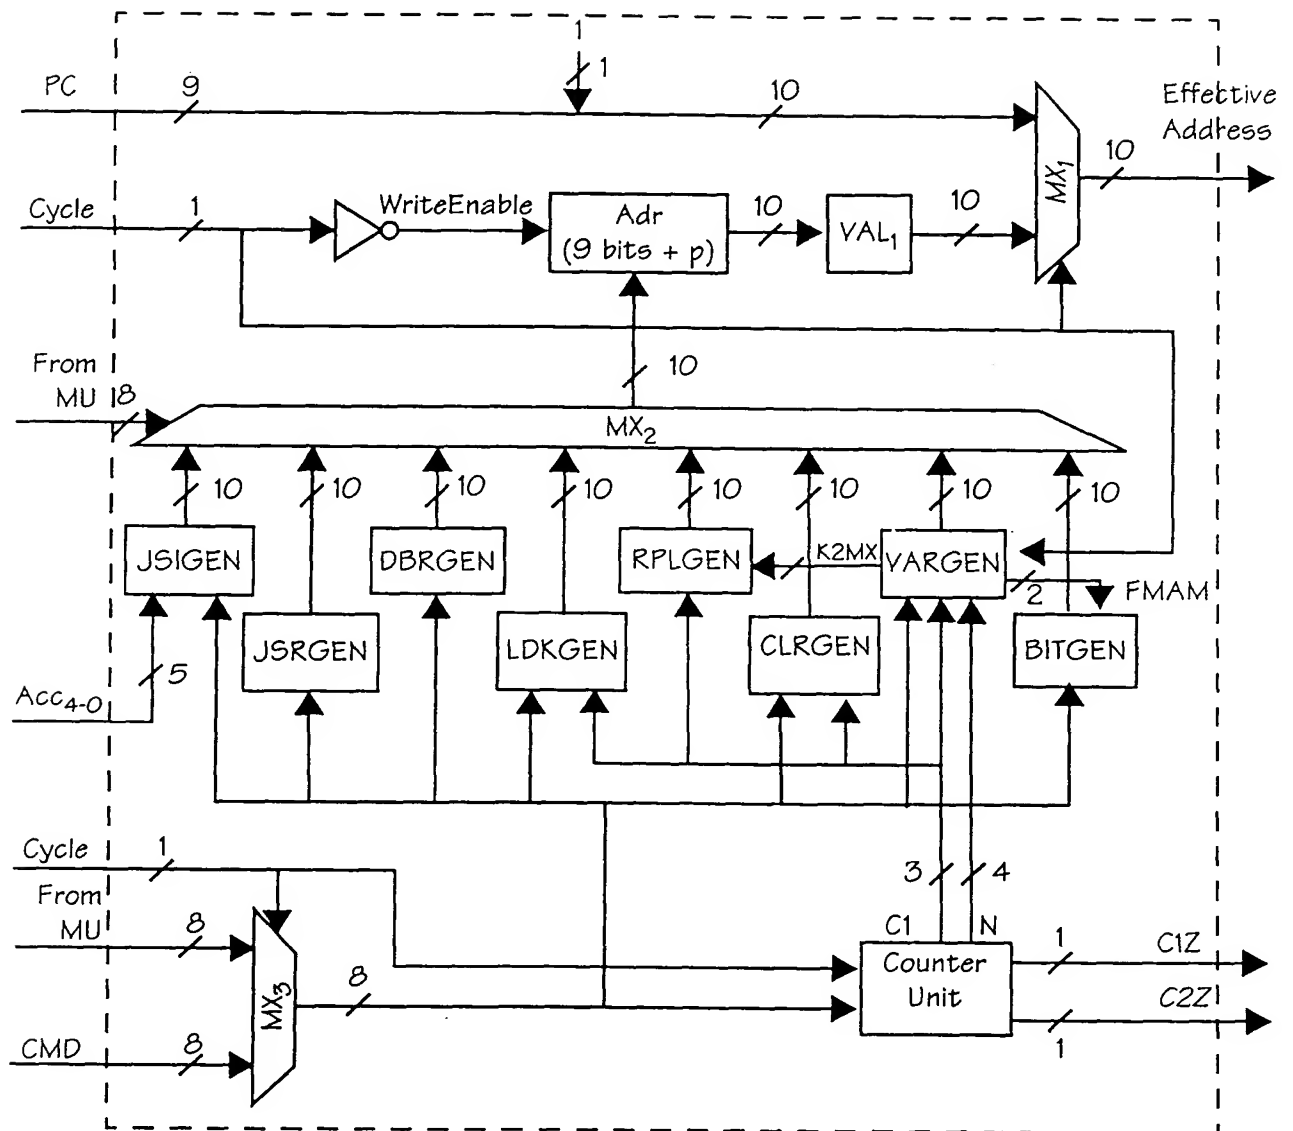 1
1
PC
9
10
Effective
Address
10
MX1
Cycle
1
WriteEnable
Adr
(9 bits + p)
10
VAL1
10
From
MU
8
10
MX2
10
10
10
10
10
10
10
10
JSIGEN
DBRGEN
RPLGEN
K2MX
VARGEN
2
FMAM
JSRGEN
LDKGEN
CLRGEN
BITGEN
5
Acc4-0
Cycle
1
3
4
From
MU
8
C1
N
MX3
8
Counter
Unit
1
C1Z
C2Z
1
CMD
8